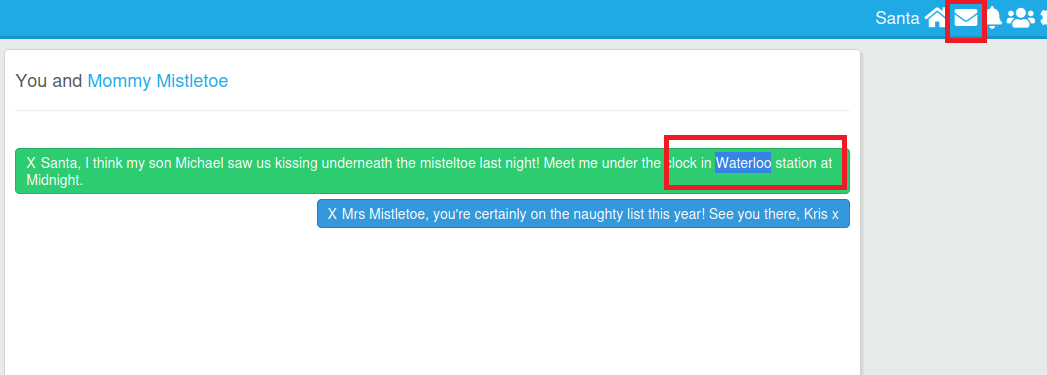 Santa
You and Mommy Mistletoe
X Santa, I think my son Michael saw us kissing underneath the misteltoe last night! Meet me under the clock in Waterloo station at
Midnight.
X Mrs Mistletoe, you're certainly on the naughty list this year! See you there, Kris x